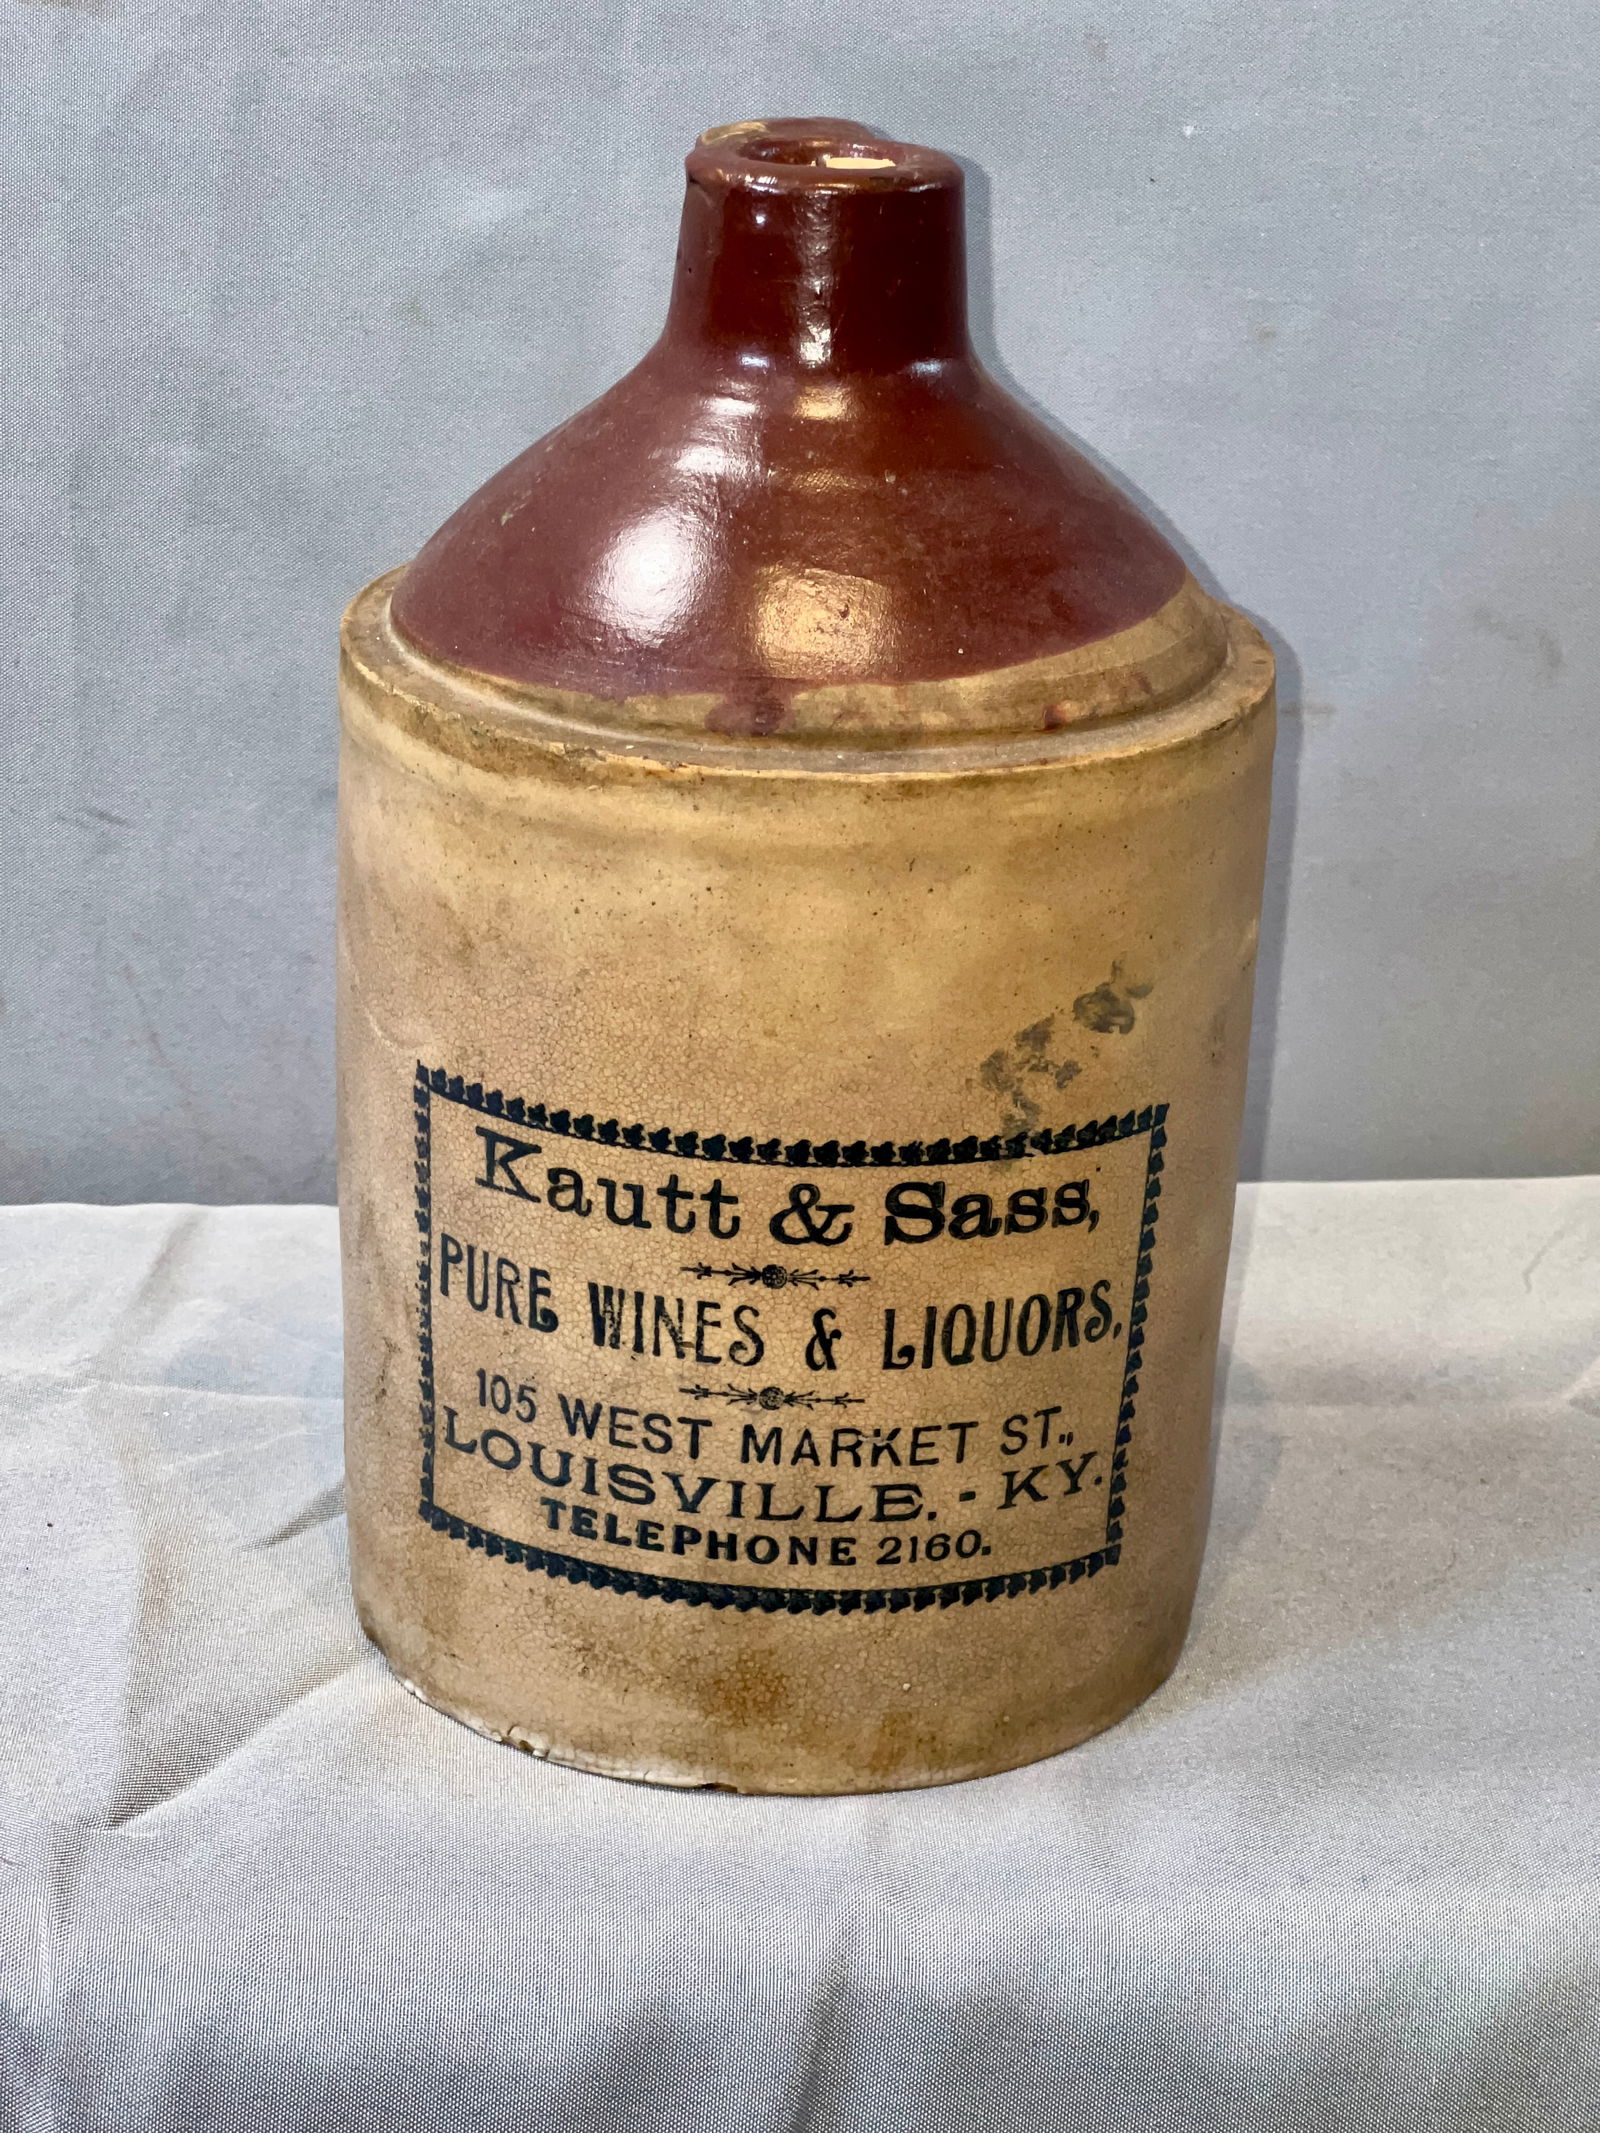 Kautt & Sass,
PURE WINES & LIQUORS.
105 WEST MARKET ST.,
LOUISVILLE. - KY.
TELEPHONE 2160.